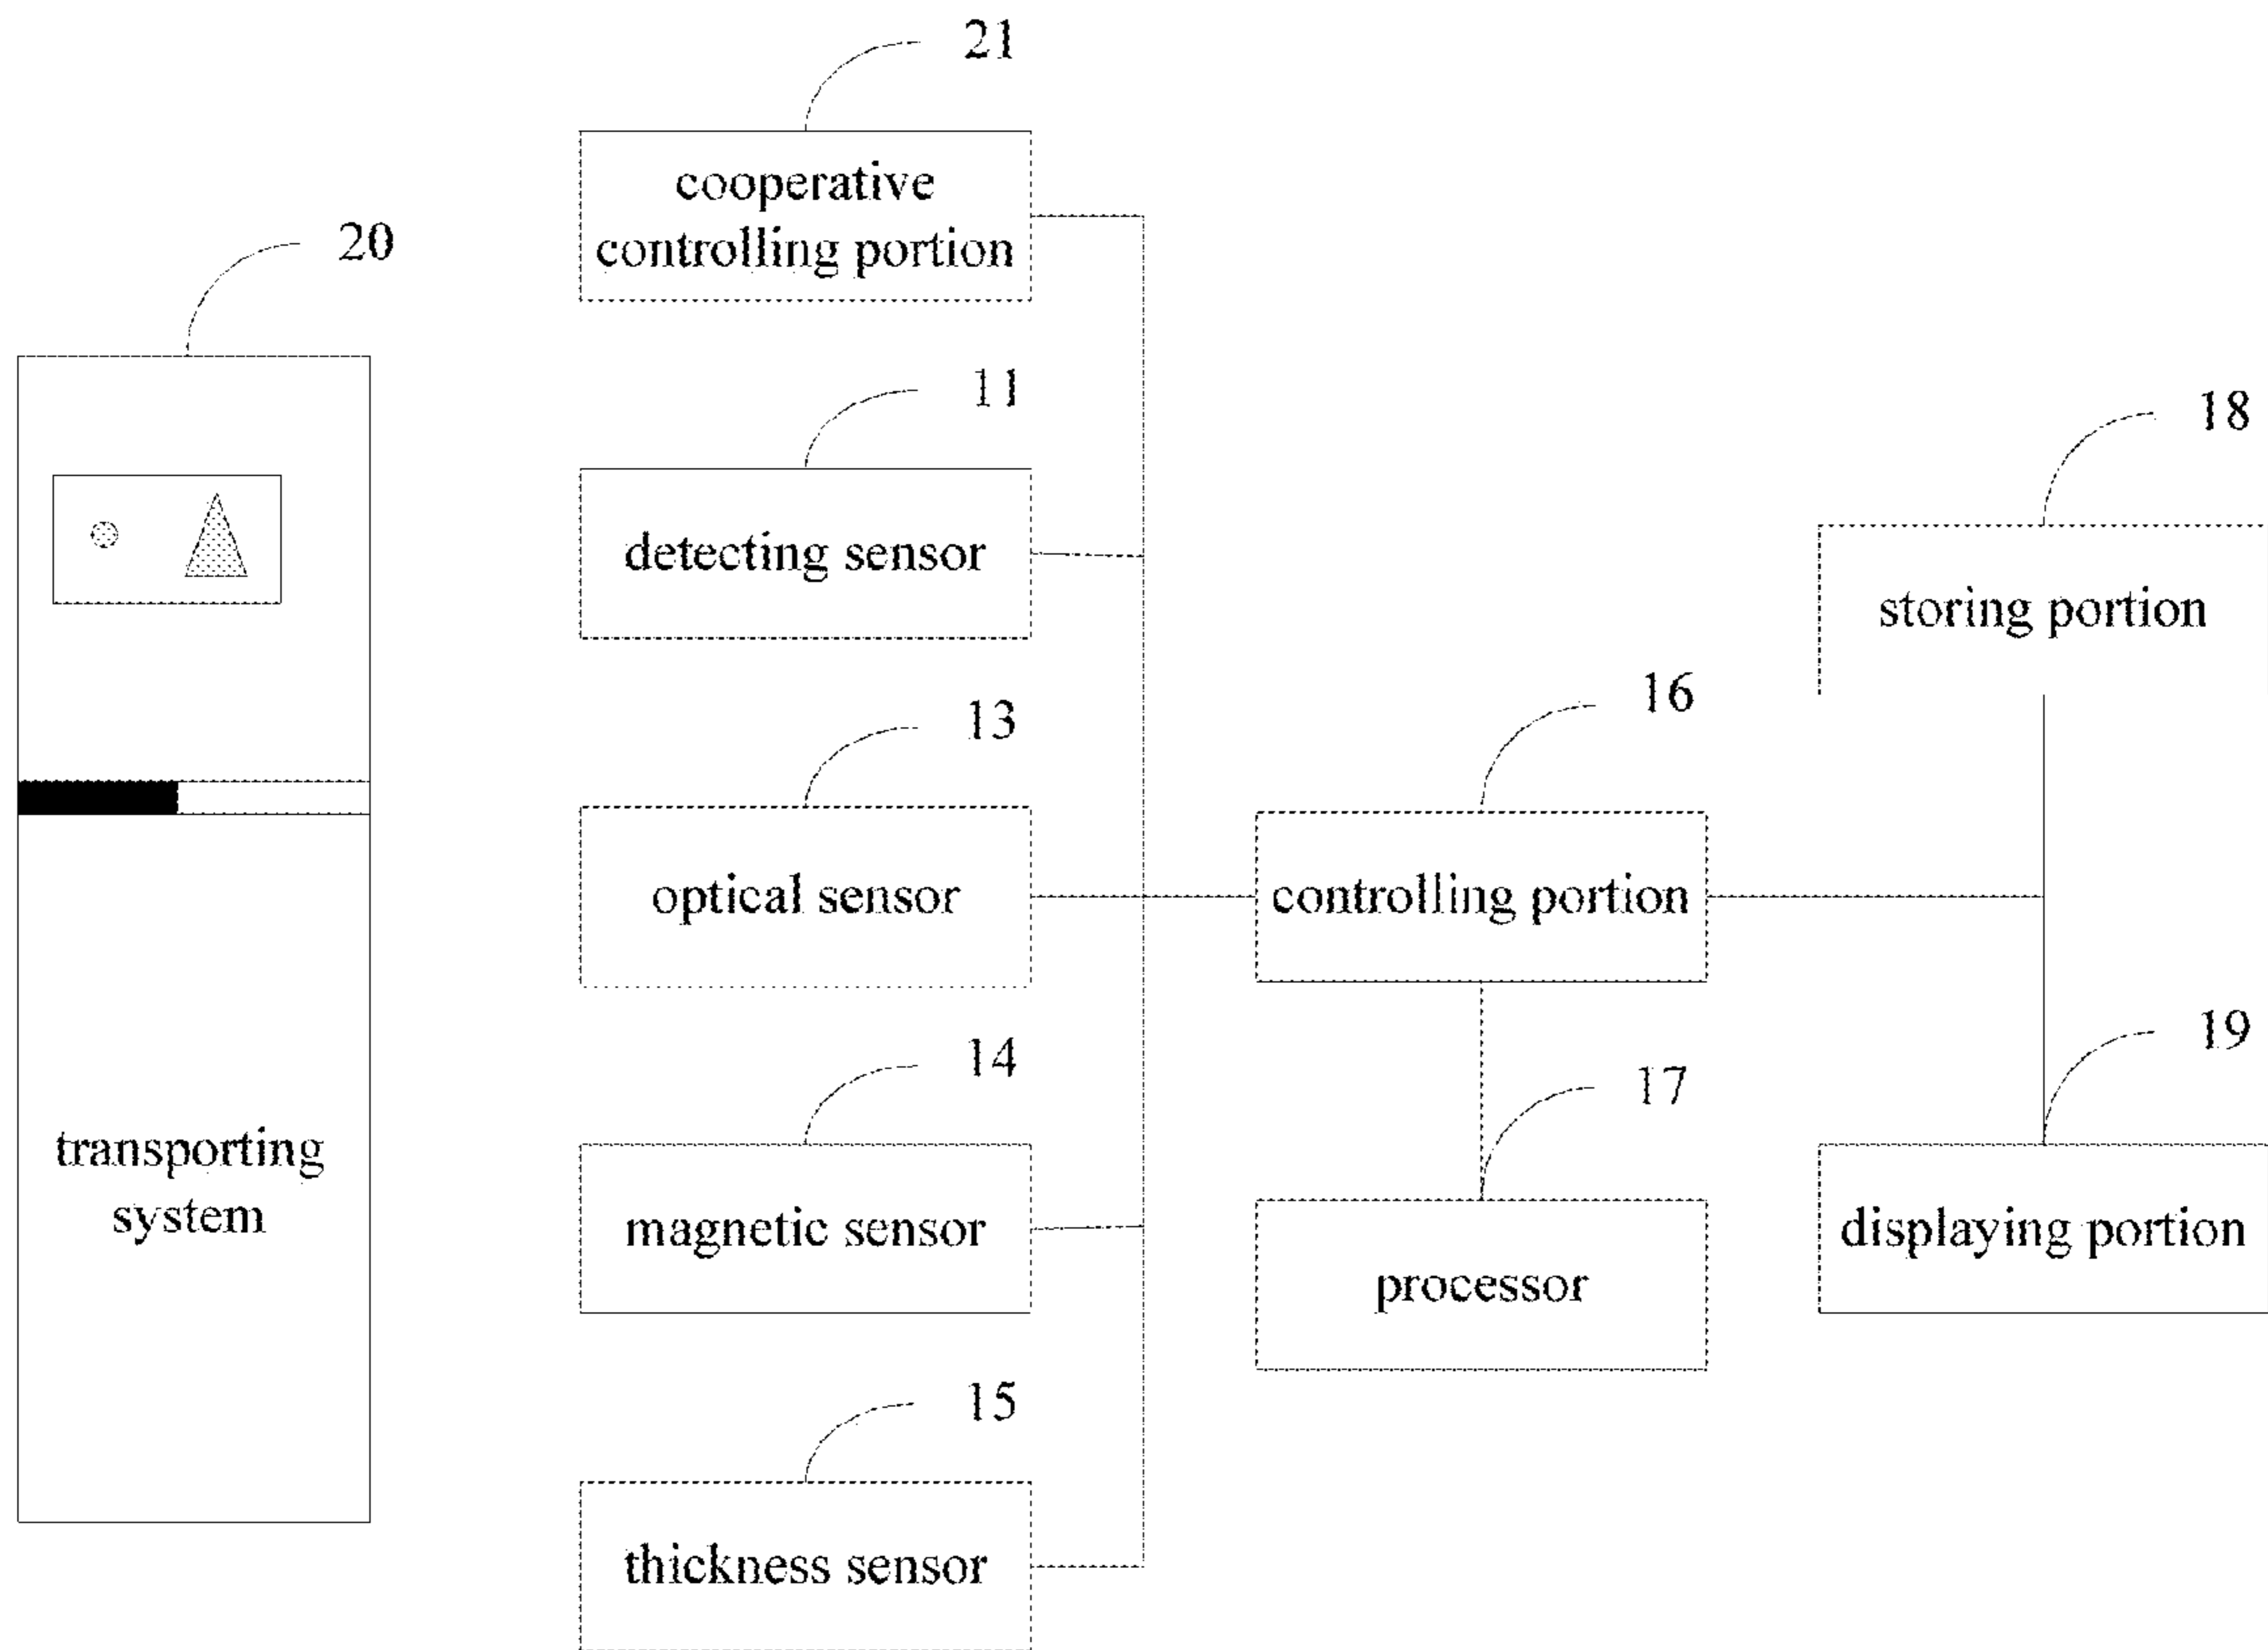 21
cooperative
controlling portion
20
11
detecting sensor
18
storing portion
13
optical sensor
16
controlling portion
14
magnetic sensor
17
processor
19
displaying portion
transporting
system
15
thickness sensor